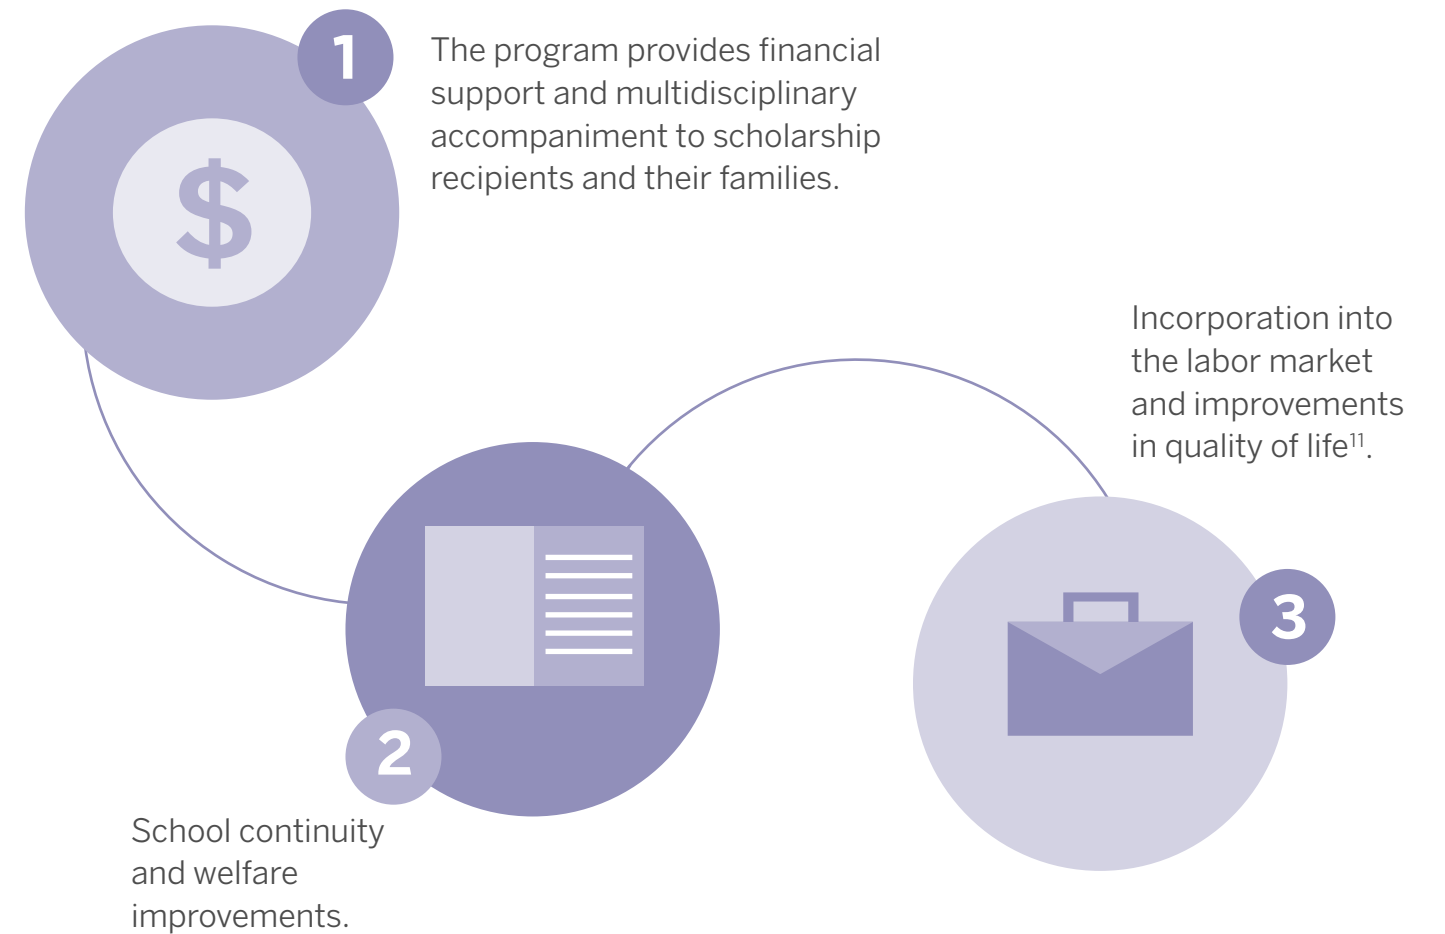 1
The program provides financial
support and multidisciplinary
accompaniment to scholarship
recipients and their families.
$
2
School continuity
and welfare
improvements.
3
Incorporation into
the labor market
and improvements
in quality of life¹¹.